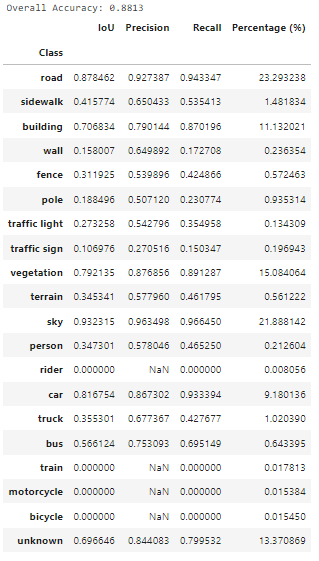 Overall Accuracy: 0.8813
IoU Precision Recall Percentage (%)
Class
road 0.878462 0.927387 0.943347 23.293238
sidewalk 0.415774 0.650433 0.535413 1.481834
building 0.706834 0.790144 0.870196 11.132021
wall 0.158007 0.649892 0.172708 0.236354
fence 0.311925 0.539896 0.424866 0.572463
pole 0.188496 0.507120 0.230774 0.935314
traffic light 0.273258 0.542796 0.354958 0.134309
traffic sign 0.106976 0.270516 0.150347 0.196943
vegetation 0.792135 0.876856 0.891287 15.084064
terrain 0.345341 0.577960 0.461795 0.561222
sky 0.932315 0.963498 0.966450 21.888142
person 0.347301 0.578046 0.465250 0.212604
rider 0.000000 NaN 0.000000 0.008056
car 0.816754 0.867302 0.933394 9.180136
truck 0.355301 0.677367 0.427677 1.020390
bus 0.566124 0.753093 0.695149 0.643395
train 0.000000 NaN 0.000000 0.017813
motorcycle 0.000000 NaN 0.000000 0.015384
bicycle 0.000000 NaN 0.000000 0.015450
unknown 0.696646 0.844083 0.799532 13.370869